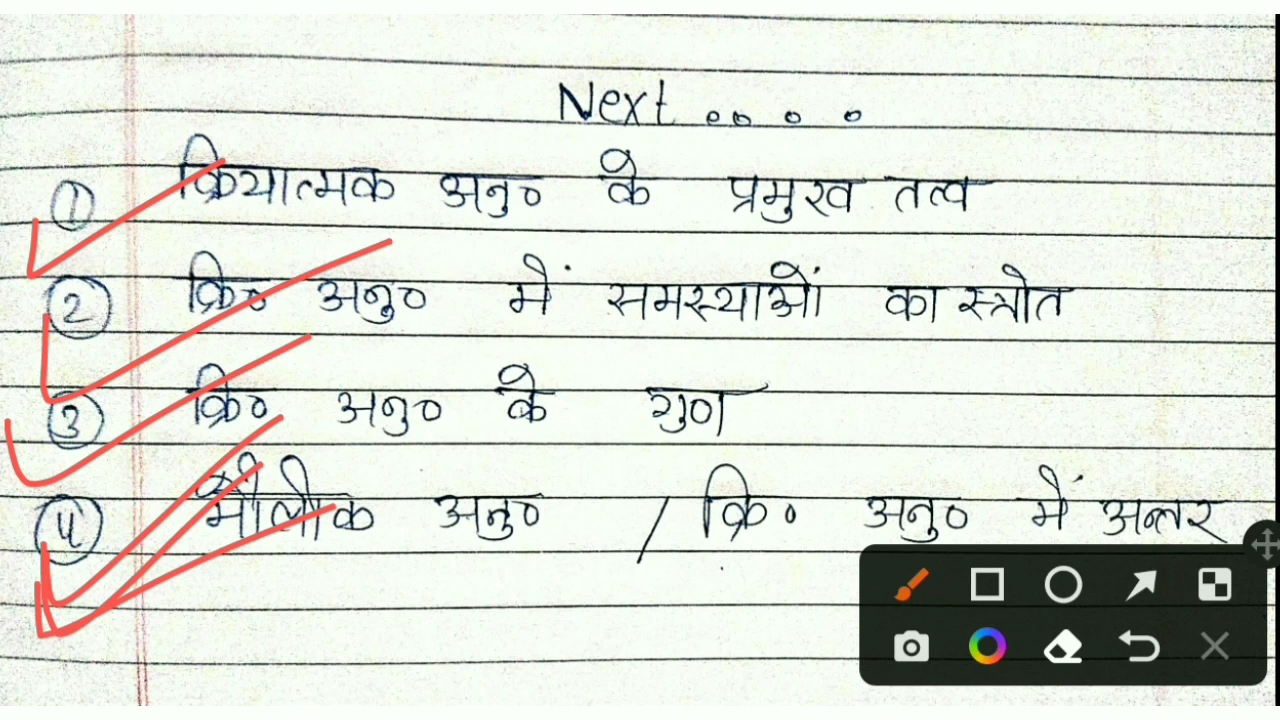 Next . . . .
① क्रियात्मक अनु० के प्रमुख तत्व
② क्रि० अनु० में समस्याओं का स्त्रोत
③ क्रि० अनु० के गुण
④ मौलीक अनु० / क्रि० अनु० में अन्तर